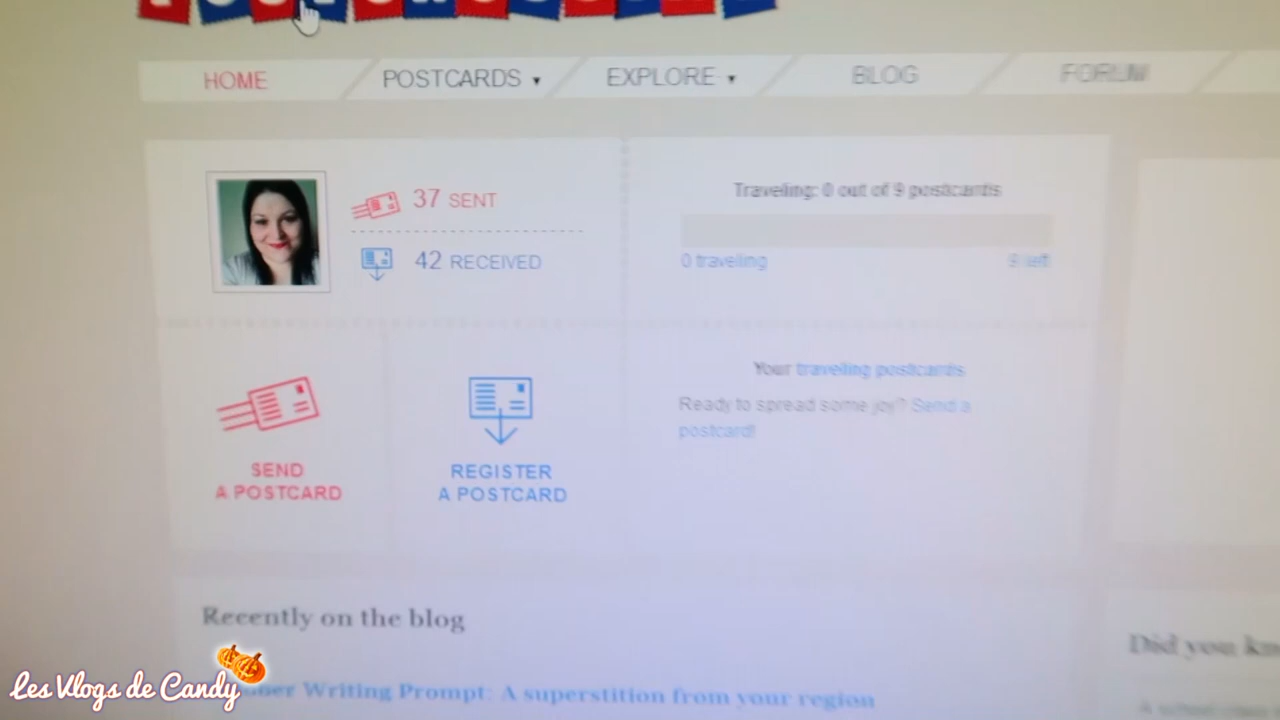 HOME
POSTCARDS ▾
EXPLORE ▾
BLOG
FORUM
37 SENT
42 RECEIVED
Traveling: 0 out of 9 postcards
0 traveling
9 left
SEND
A POSTCARD
REGISTER
A POSTCARD
Your traveling postcards
Ready to spread some joy? Send a
postcard!
Recently on the blog
Writing Prompt: A superstition from your region
Did you
Les Vlogs de Candy